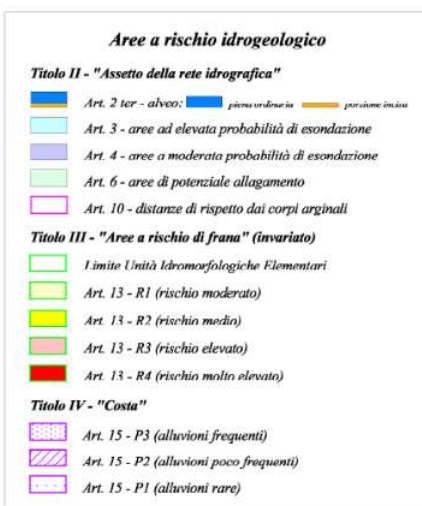 Aree a rischio idrogeologico
Titolo II - "Assetto della rete idrografica"
Art. 2 ter - alveo: piena ordinaria porzione incisa
Art. 3 - aree ad elevata probabilità di esondazione
Art. 4 - aree a moderata probabilità di esondazione
Art. 6 - aree di potenziale allagamento
Art. 10 - distanze di rispetto dai corpi arginali
Titolo III - "Aree a rischio di frana" (invariato)
Limite Unità Idromorfologiche Elementari
Art. 13 - R1 (rischio moderato)
Art. 13 - R2 (rischio medio)
Art. 13 - R3 (rischio elevato)
Art. 13 - R4 (rischio molto elevato)
Titolo IV - "Costa"
Art. 15 - P3 (alluvioni frequenti)
Art. 15 - P2 (alluvioni poco frequenti)
Art. 15 - P1 (alluvioni rare)